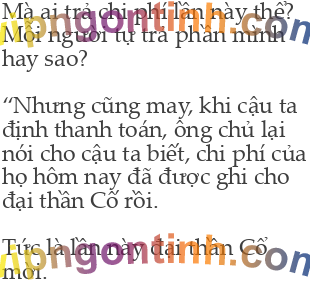 Mà ai trả chi phí lần này thế?
Mỗi người tự trả phần mình
hay sao?
“Nhưng cũng may, khi cậu ta
định thanh toán, ông chủ lại
nói cho cậu ta biết, chi phí của
họ hôm nay đã được ghi cho
đại thần Cố rồi.
Tức là lần này đại thần Cố
mời.